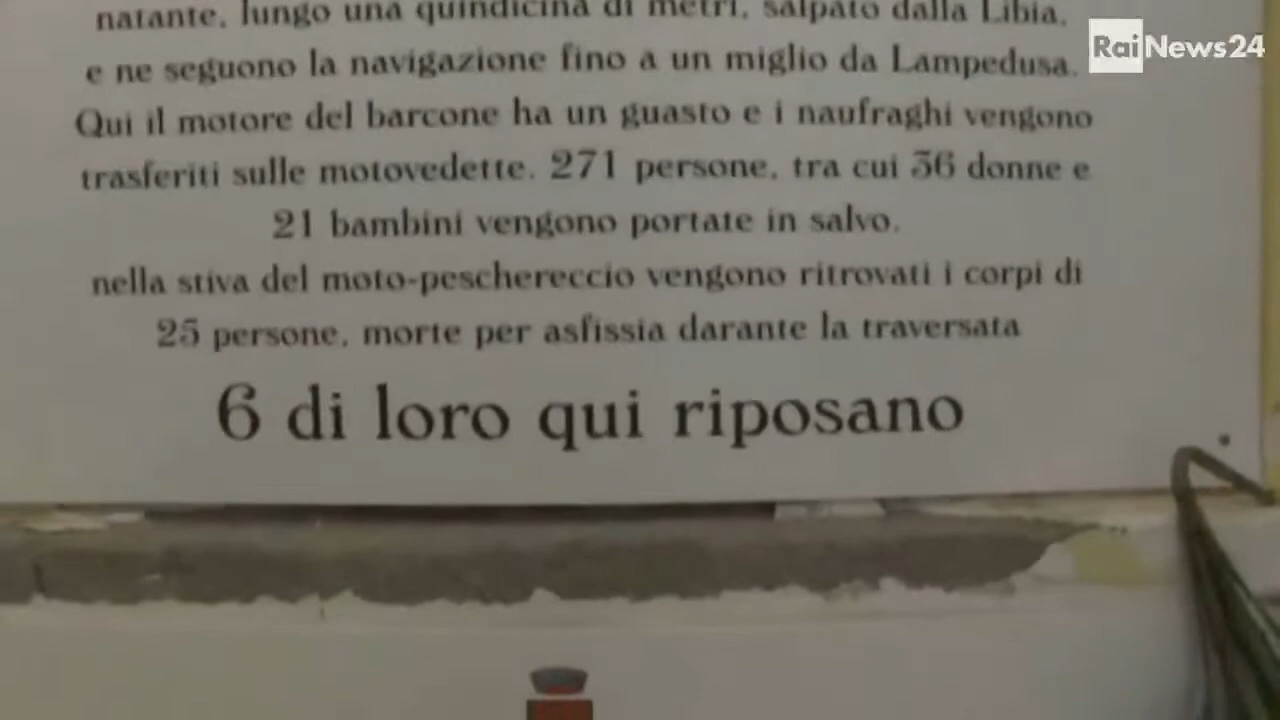 natante, lungo una quindicina di metri, salpato dalla Libia,
RaiNews24
e ne seguono la navigazione fino a un miglio da Lampedusa.
Qui il motore del barcone ha un guasto e i naufraghi vengono
trasferiti sulle motovedette. 271 persone, tra cui 36 donne e
21 bambini vengono portate in salvo.
nella stiva del moto-peschereccio vengono ritrovati i corpi di
25 persone, morte per asfissia darante la traversata
6 di loro qui riposano